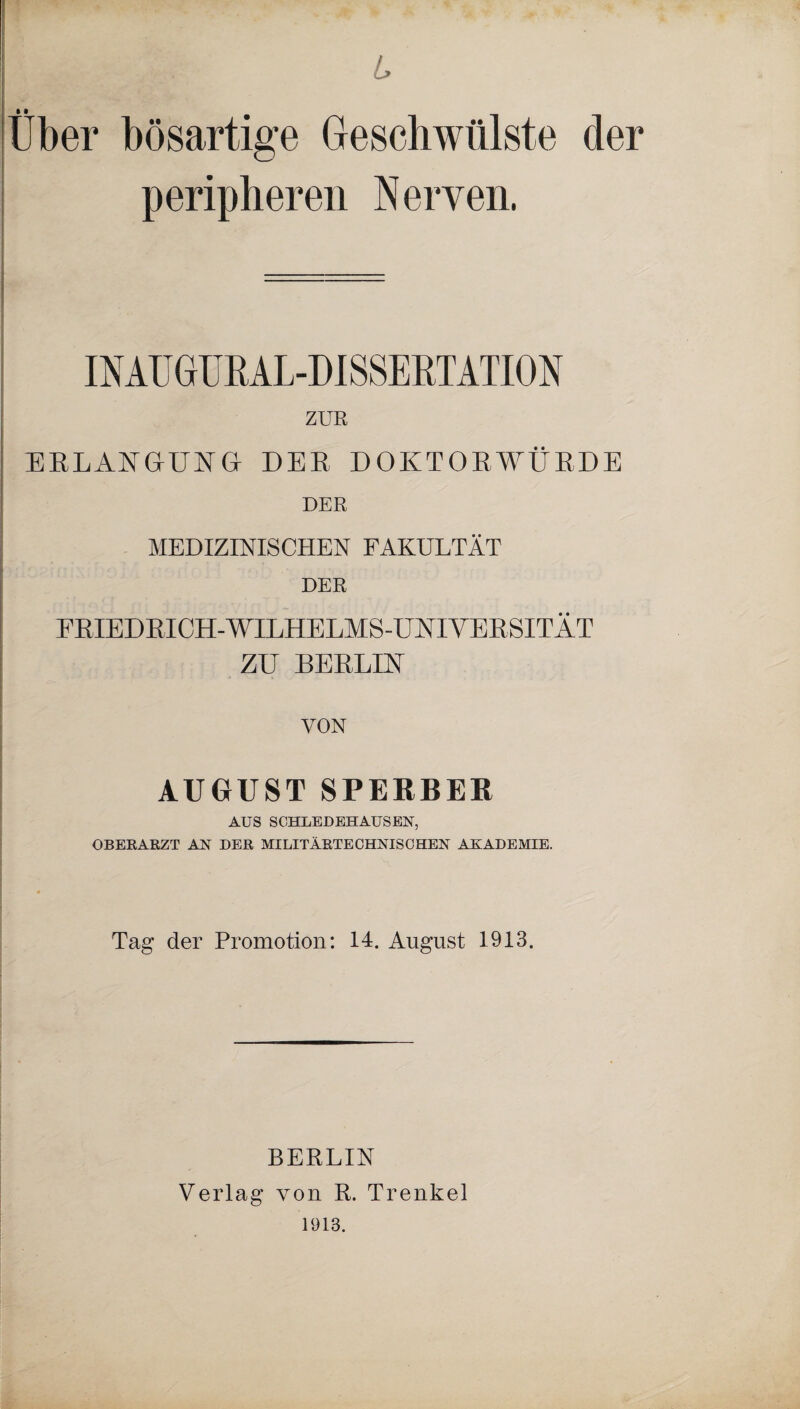 L
Über bösartige Geschwülste der
peripheren Nerven.
INAUGURAL-DISSERTATION
ZUR
ERLANGUNG DER DOKTORWÜRDE
DER
MEDIZINISCHEN FAKULTÄT
DER
FRIEDRICH-WILHELMS-UNIVERSITÄT
ZU BERLIN
VON
AUGUST SPERBER
AUS SCHLEDEHAUSEN,
OBERARZT AN DER MILITÄRTECHNISCHEN AKADEMIE.
Tag der Promotion: 14. August 1913.
BERLIN
Verlag von R. Trenkel
1913.